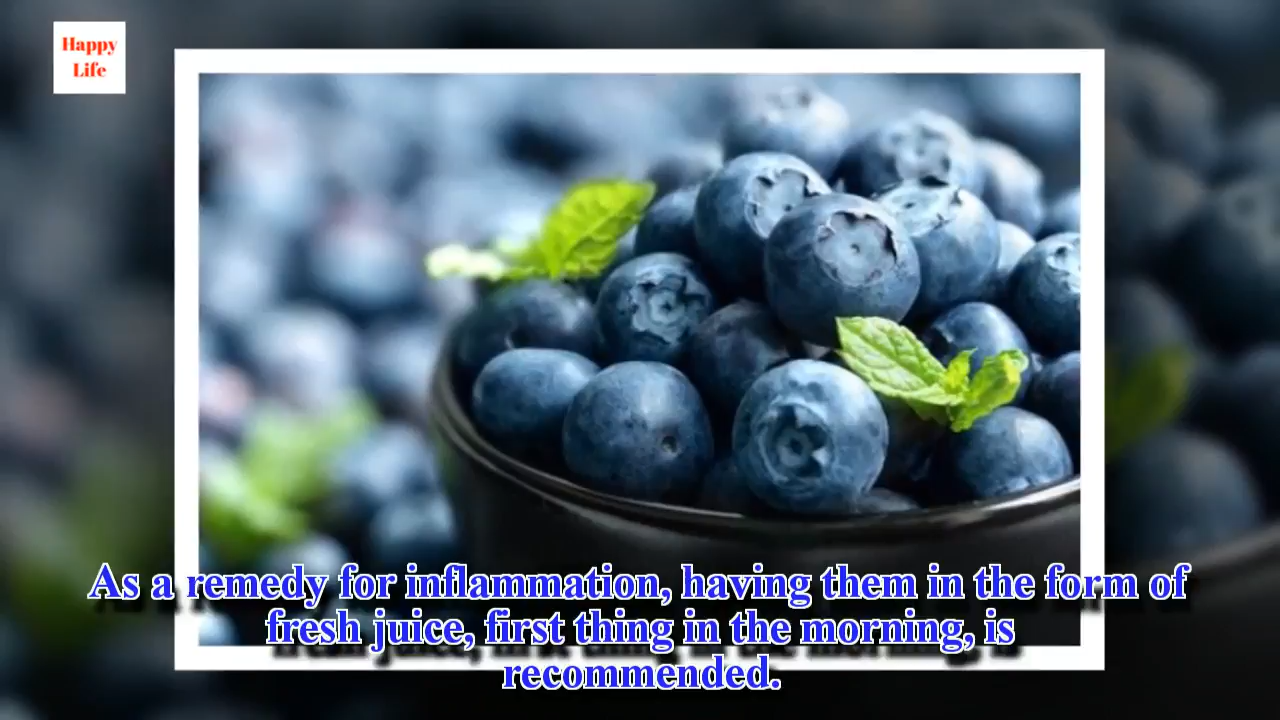 Happy
Life
As a remedy for inflammation, having them in the form of
fresh juice, first thing in the morning, is
recommended.